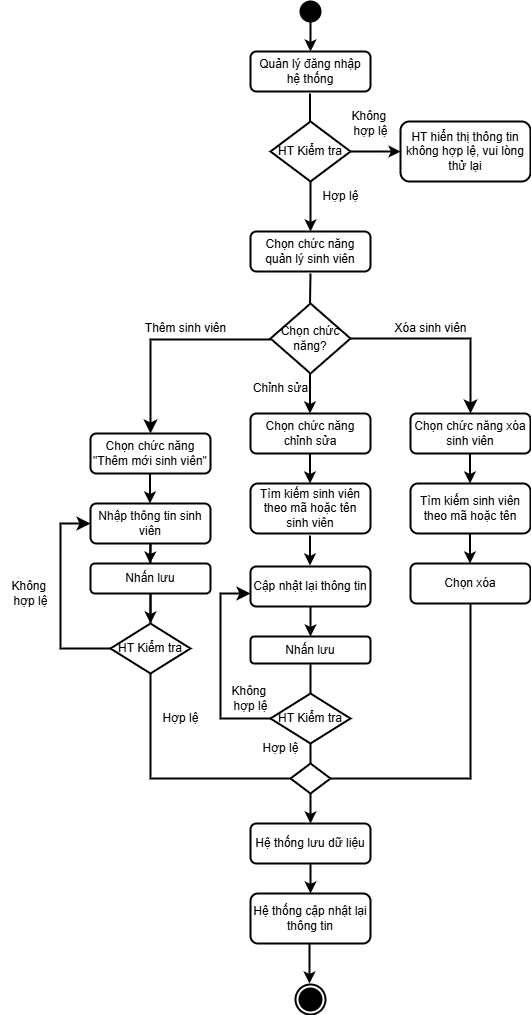 Quản lý đăng nhập
hệ thống
Không
hợp lệ
HT Kiểm tra
HT hiển thị thông tin
không hợp lệ, vui lòng
thử lại
Hợp lệ
Chọn chức năng
quản lý sinh viên
Thêm sinh viên
Chọn chức
năng?
Xóa sinh viên
Chỉnh sửa
Chọn chức năng
"Thêm mới sinh viên"
Chọn chức năng
chỉnh sửa
Chọn chức năng xóa
sinh viên
Nhập thông tin sinh
viên
Tìm kiếm sinh viên
theo mã hoặc tên
sinh viên
Tìm kiếm sinh viên
theo mã hoặc tên
Không
hợp lệ
Nhấn lưu
Cập nhật lại thông tin
Chọn xóa
HT Kiểm tra
Nhấn lưu
Không
hợp lệ
Hợp lệ
HT Kiểm tra
Hợp lệ
Hệ thống lưu dữ liệu
Hệ thống cập nhật lại
thông tin